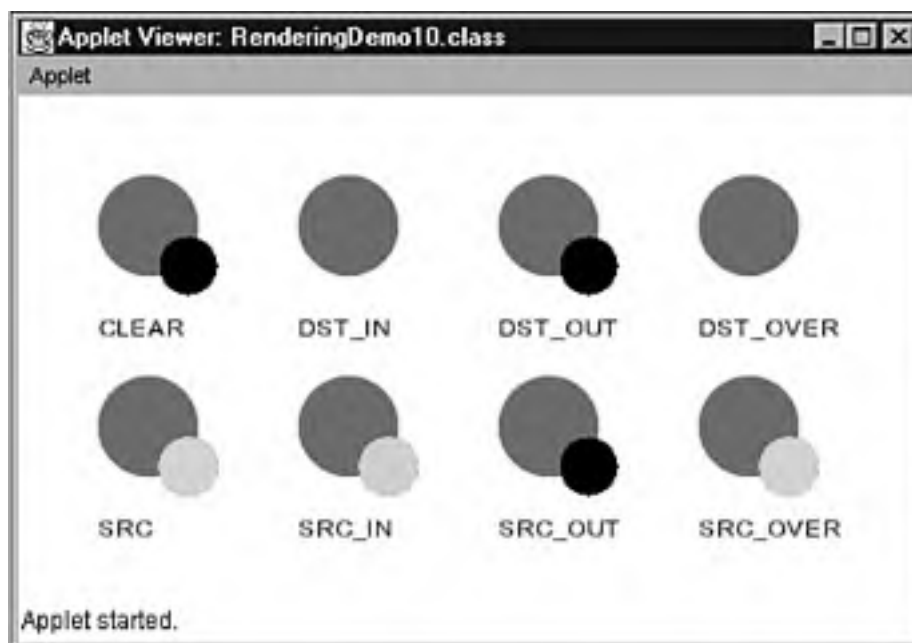 Applet Viewer: RenderingDemo10.class
Applet
CLEAR DST_IN DST_OUT DST_OVER
SRC SRC_IN SRC_OUT SRC_OVER
Applet started.